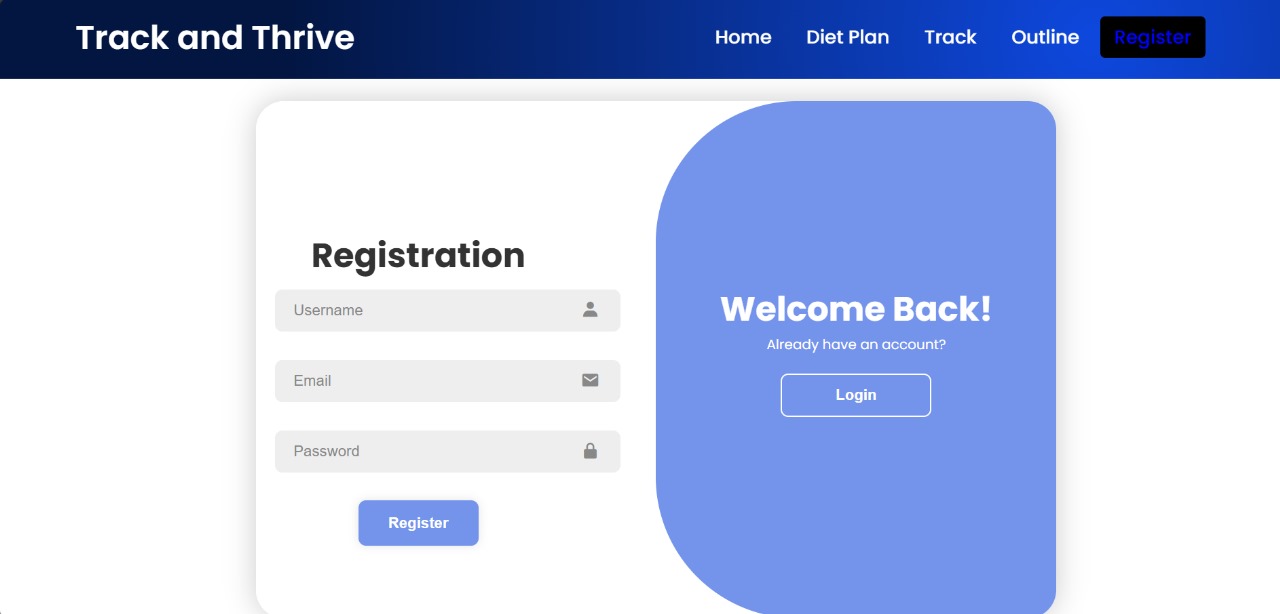 Track and Thrive
Home Diet Plan Track Outline Register
Registration
Username
Email
Password
Register
Welcome Back!
Already have an account?
Login